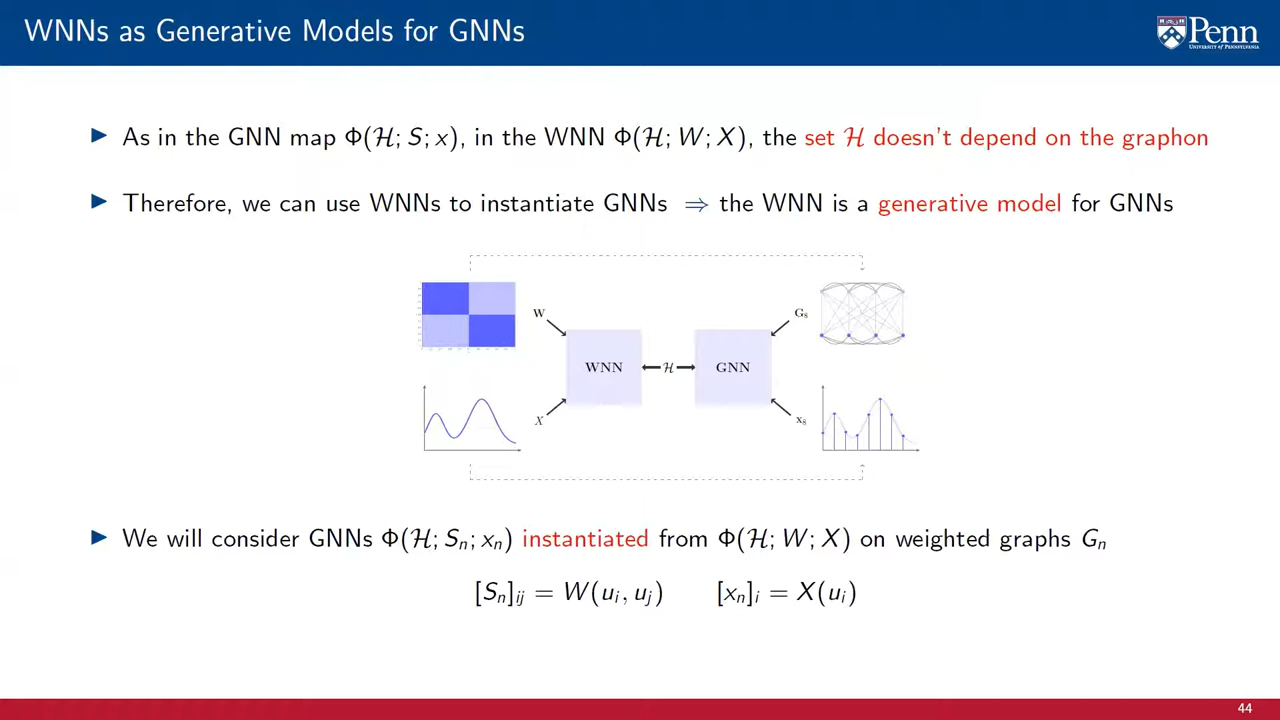 WNNs as Generative Models for GNNs
Penn
UNIVERSITY OF PENNSYLVANIA
▶ As in the GNN map Φ(ℋ; S; x), in the WNN Φ(ℋ; W; X), the set ℋ doesn't depend on the graphon
▶ Therefore, we can use WNNs to instantiate GNNs ⇒ the WNN is a generative model for GNNs
W
G₈
WNN
ℋ
GNN
X
x₈
▶ We will consider GNNs Φ(ℋ; Sₙ; xₙ) instantiated from Φ(ℋ; W; X) on weighted graphs Gₙ
[Sₙ]ᵢⱼ = W(uᵢ, uⱼ) [xₙ]ᵢ = X(uᵢ)
44